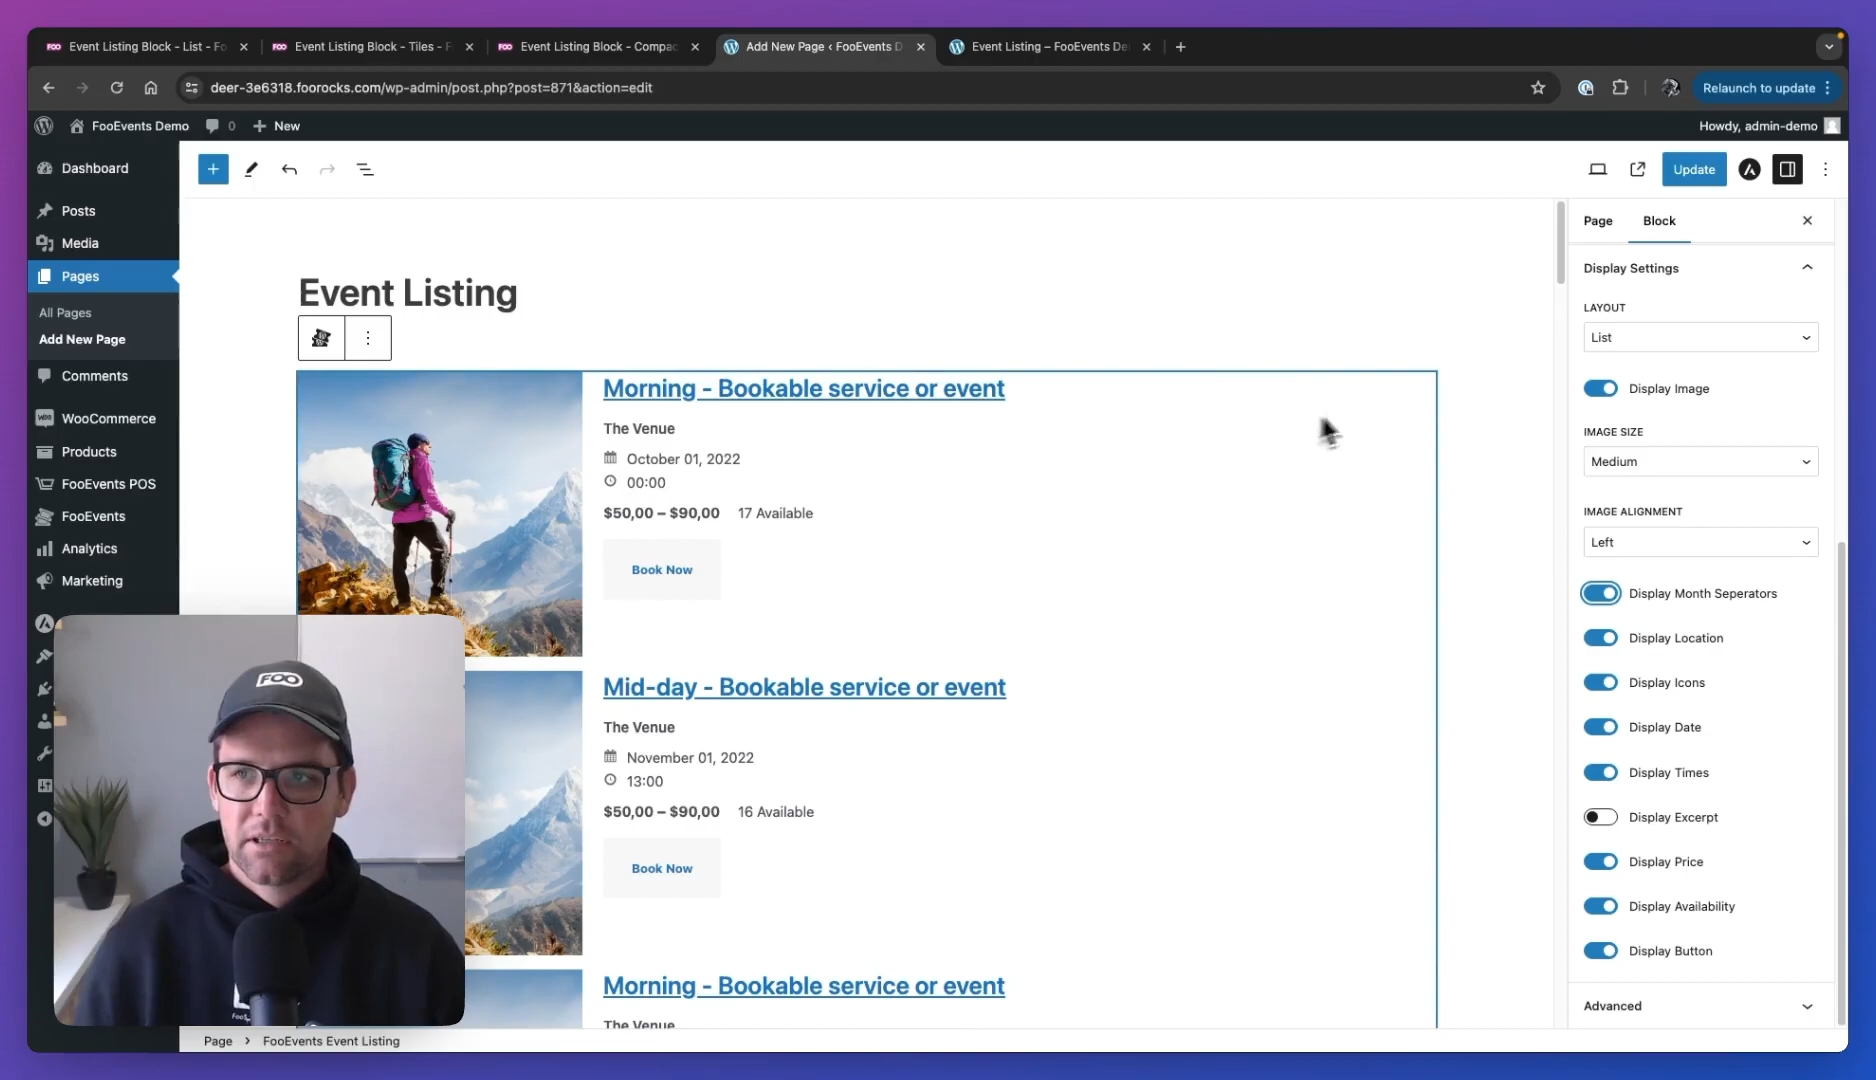 Event Listing Block - List - Fo
Event Listing Block - Tiles - F
Event Listing Block - Compac
Add New Page ‹ FooEvents D
Event Listing – FooEvents De
deer-3e6318.foorocks.com/wp-admin/post.php?post=871&action=edit
Relaunch to update
FooEvents Demo
0
New
Howdy, admin-demo
Dashboard
Posts
Media
Pages
All Pages
Add New Page
Comments
WooCommerce
Products
FooEvents POS
FooEvents
Analytics
Marketing
Update
Event Listing
Morning - Bookable service or event
The Venue
October 01, 2022
00:00
$50,00 – $90,00 17 Available
Book Now
Mid-day - Bookable service or event
The Venue
November 01, 2022
13:00
$50,00 – $90,00 16 Available
Book Now
Morning - Bookable service or event
The Venue
Page
Block
Display Settings
LAYOUT
List
Display Image
IMAGE SIZE
Medium
IMAGE ALIGNMENT
Left
Display Month Seperators
Display Location
Display Icons
Display Date
Display Times
Display Excerpt
Display Price
Display Availability
Display Button
Advanced
FOO
Page › FooEvents Event Listing